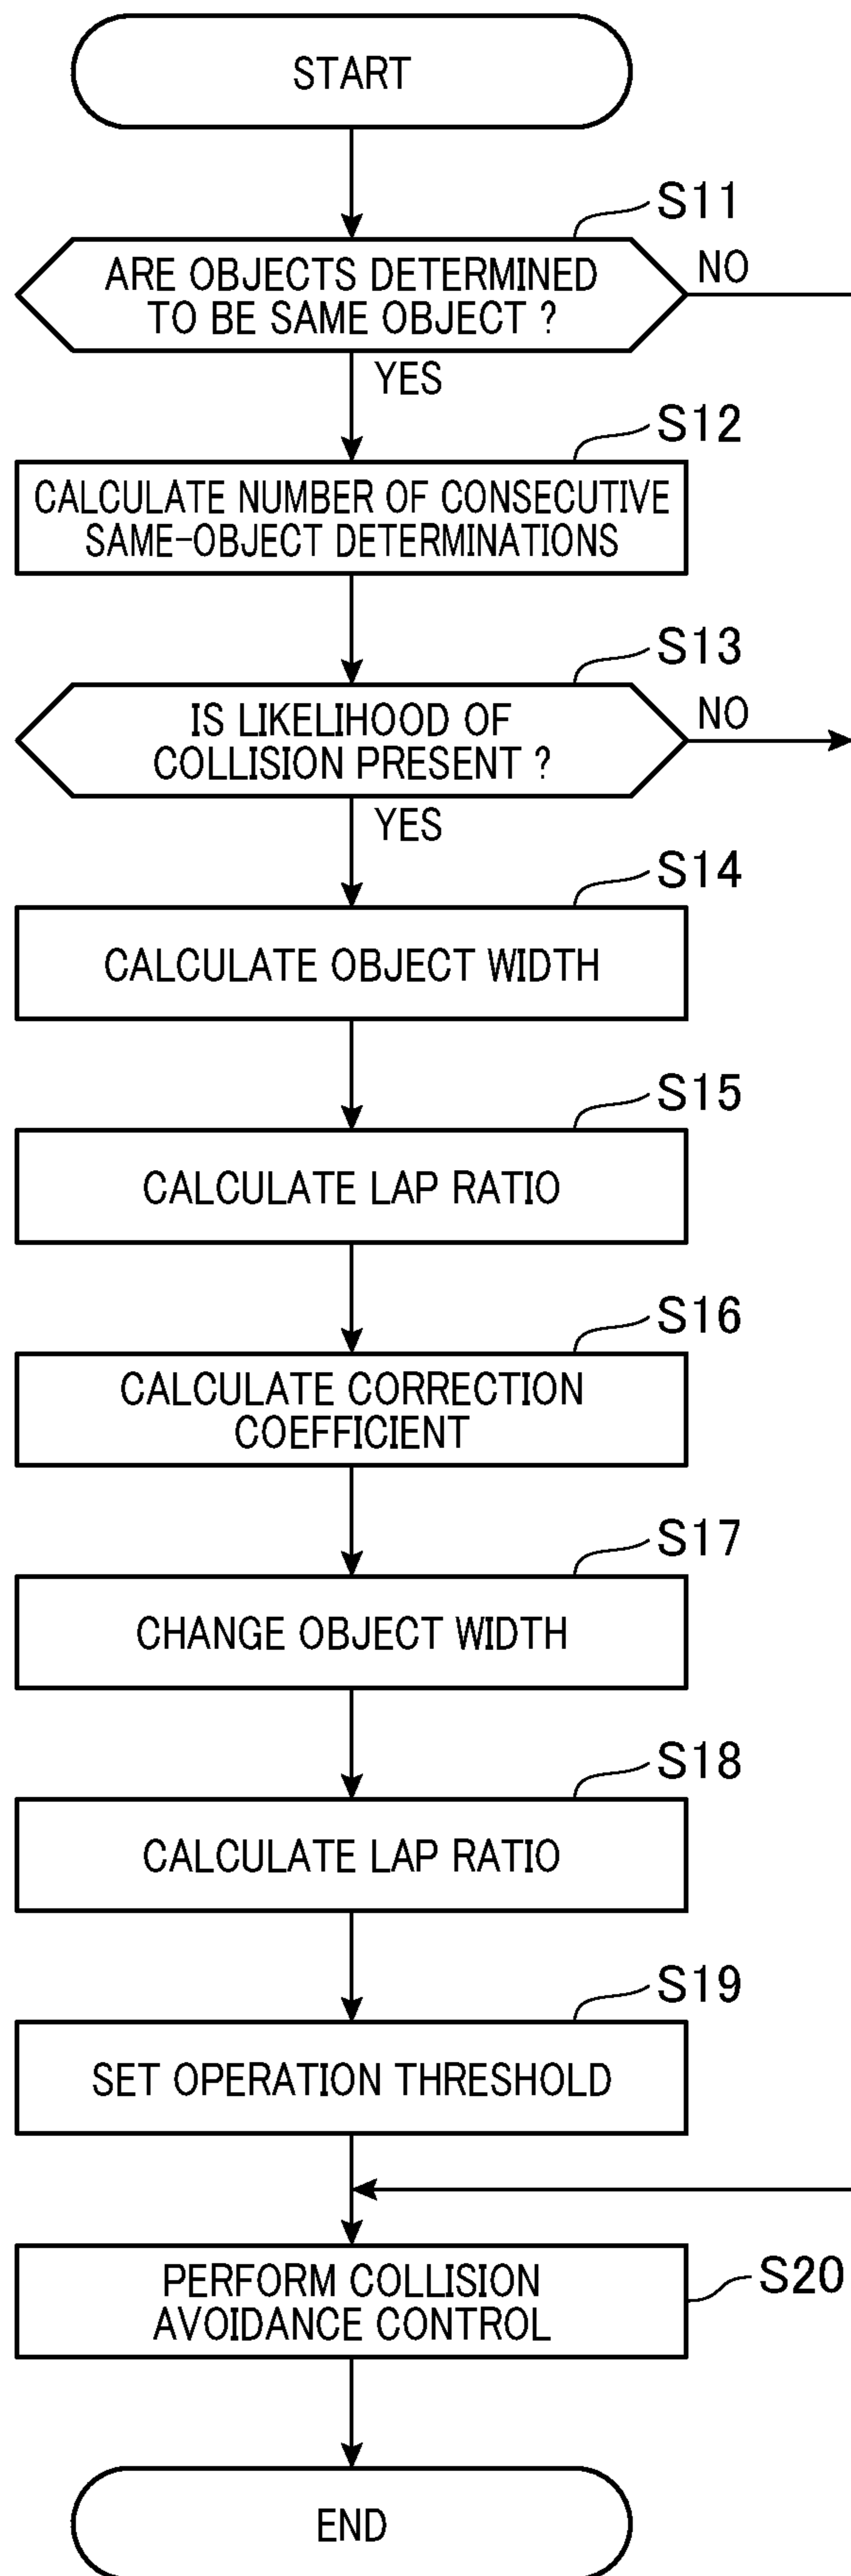 START
S11
ARE OBJECTS DETERMINED
TO BE SAME OBJECT ?
NO
YES
S12
CALCULATE NUMBER OF CONSECUTIVE
SAME-OBJECT DETERMINATIONS
S13
IS LIKELIHOOD OF
COLLISION PRESENT ?
NO
YES
S14
CALCULATE OBJECT WIDTH
S15
CALCULATE LAP RATIO
S16
CALCULATE CORRECTION
COEFFICIENT
S17
CHANGE OBJECT WIDTH
S18
CALCULATE LAP RATIO
S19
SET OPERATION THRESHOLD
PERFORM COLLISION
AVOIDANCE CONTROL
S20
END